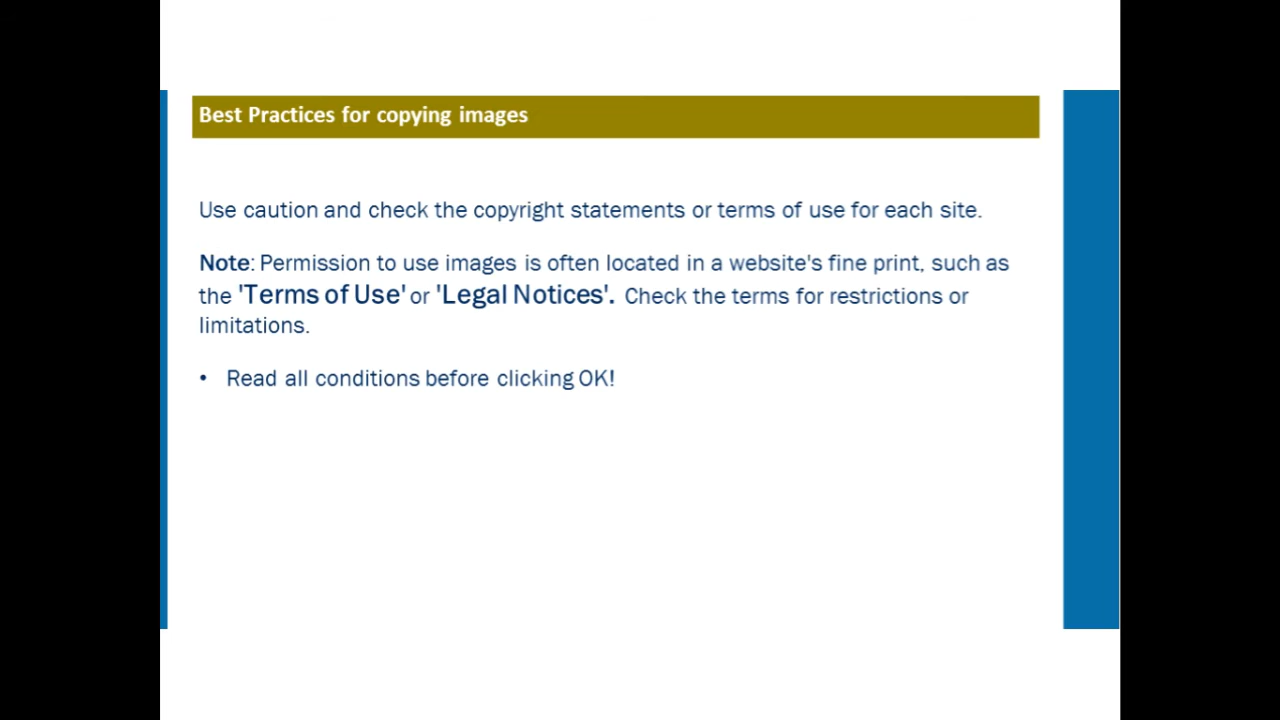 Best Practices for copying images
Use caution and check the copyright statements or terms of use for each site.
Note: Permission to use images is often located in a website's fine print, such as
the 'Terms of Use' or 'Legal Notices'. Check the terms for restrictions or
limitations.
• Read all conditions before clicking OK!